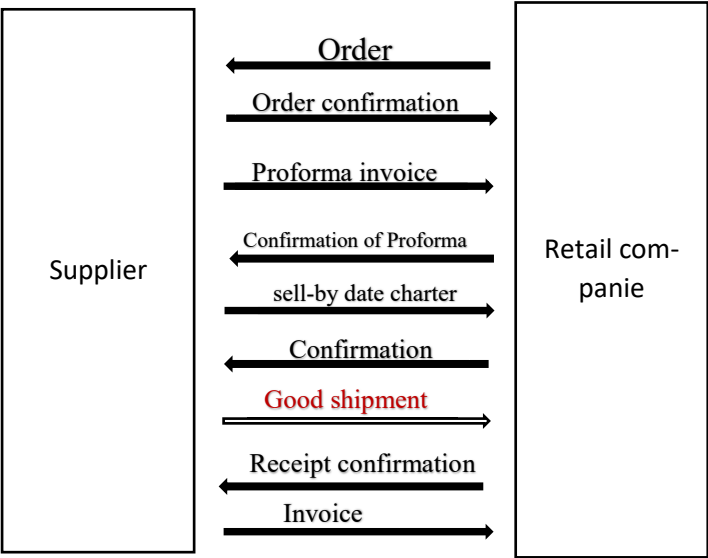 Order
Order confirmation
Proforma invoice
Confirmation of Proforma
Supplier
Retail com-
panie
sell-by date charter
Confirmation
Good shipment
Receipt confirmation
Invoice